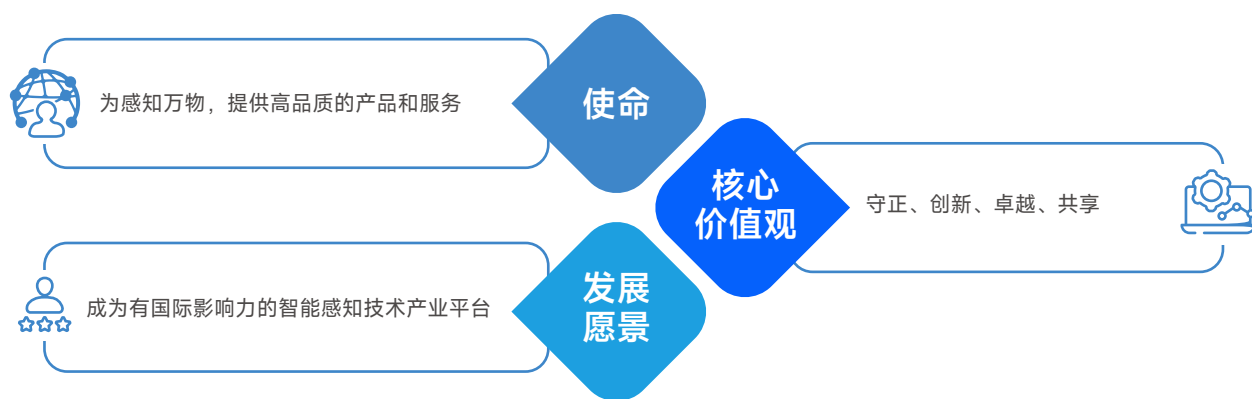 为感知万物，提供高品质的产品和服务
使命
核心
价值观
守正、创新、卓越、共享
成为有国际影响力的智能感知技术产业平台
发展
愿景